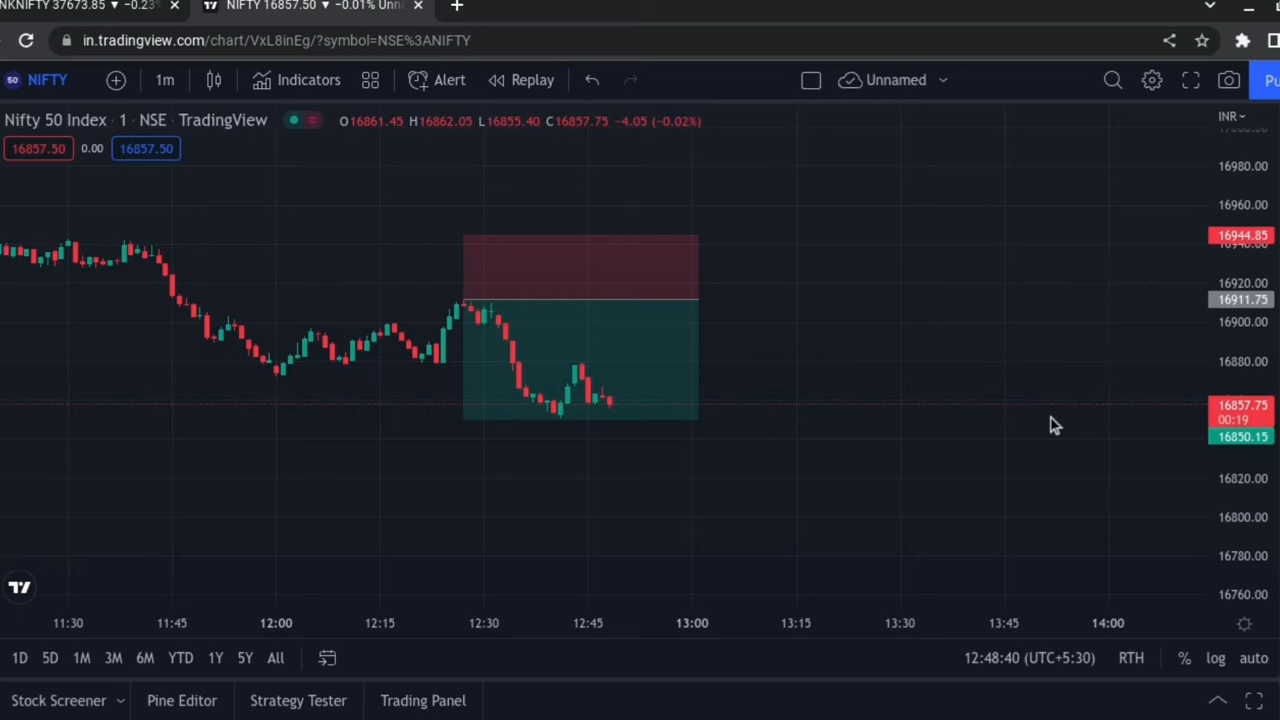 NKNIFTY 37673.85 ▼ −0.23 ✕ NIFTY 16857.50 ▼ −0.01% Unna ✕ +
in.tradingview.com/chart/VxL8inEg/?symbol=NSE%3ANIFTY
50 NIFTY 1m Indicators Alert Replay Unnamed Pu
Nifty 50 Index · 1 · NSE · TradingView O16861.45 H16862.05 L16855.40 C16857.75 −4.05 (−0.02%) INR
16857.50 0.00 16857.50
16980.00
16960.00
16944.85
16940.00
16920.00
16911.75
16900.00
16880.00
16857.75
00:19
16850.15
16820.00
16800.00
16780.00
16760.00
11:30 11:45 12:00 12:15 12:30 12:45 13:00 13:15 13:30 13:45 14:00
1D 5D 1M 3M 6M YTD 1Y 5Y All 12:48:40 (UTC+5:30) RTH % log auto
Stock Screener Pine Editor Strategy Tester Trading Panel